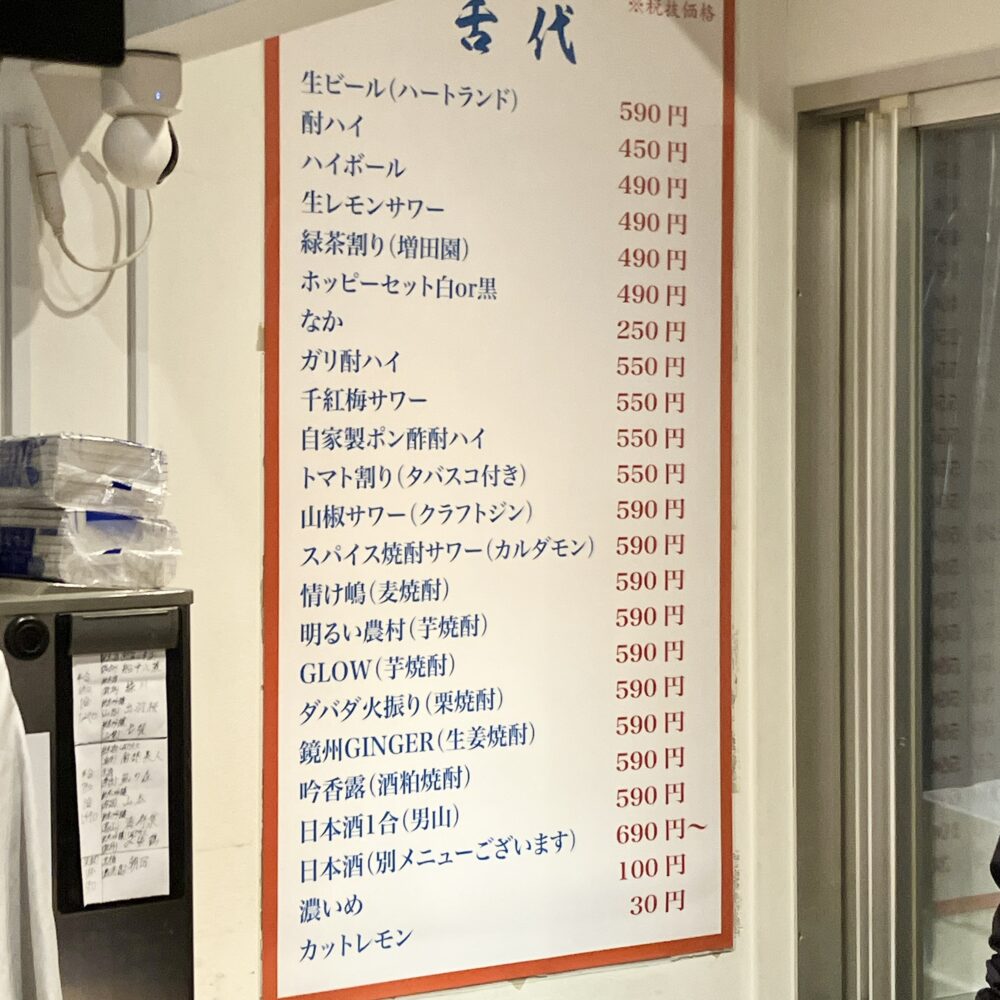 舌代
※税抜価格
生ビール(ハートランド) 590円
酎ハイ 450円
ハイボール 490円
生レモンサワー 490円
緑茶割り(増田園) 490円
ホッピーセット白or黒 490円
なか 250円
ガリ酎ハイ 550円
千紅梅サワー 550円
自家製ポン酢酎ハイ 550円
トマト割り(タバスコ付き) 550円
山椒サワー(クラフトジン) 590円
スパイス焼酎サワー(カルダモン) 590円
情け嶋(麦焼酎) 590円
明るい農村(芋焼酎) 590円
GLOW(芋焼酎) 590円
ダバダ火振り(栗焼酎) 590円
鏡州GINGER(生姜焼酎) 590円
吟香露(酒粕焼酎) 590円
日本酒1合(男山) 590円
日本酒(別メニューございます) 690円〜
濃いめ 100円
カットレモン 30円